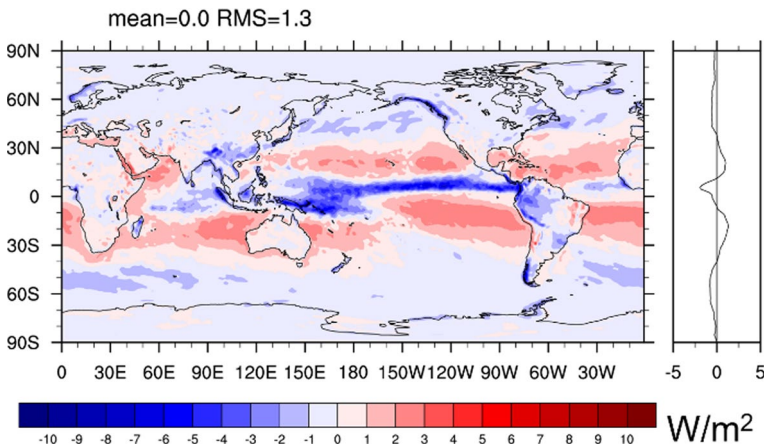 mean=0.0 RMS=1.3
90N
60N
30N
0
30S
60S
90S
0 30E 60E 90E 120E 150E 180 150W 120W 90W 60W 30W
-5 0 5
-10 -9 -8 -7 -6 -5 -4 -3 -2 -1 0 1 2 3 4 5 6 7 8 9 10
W/m2